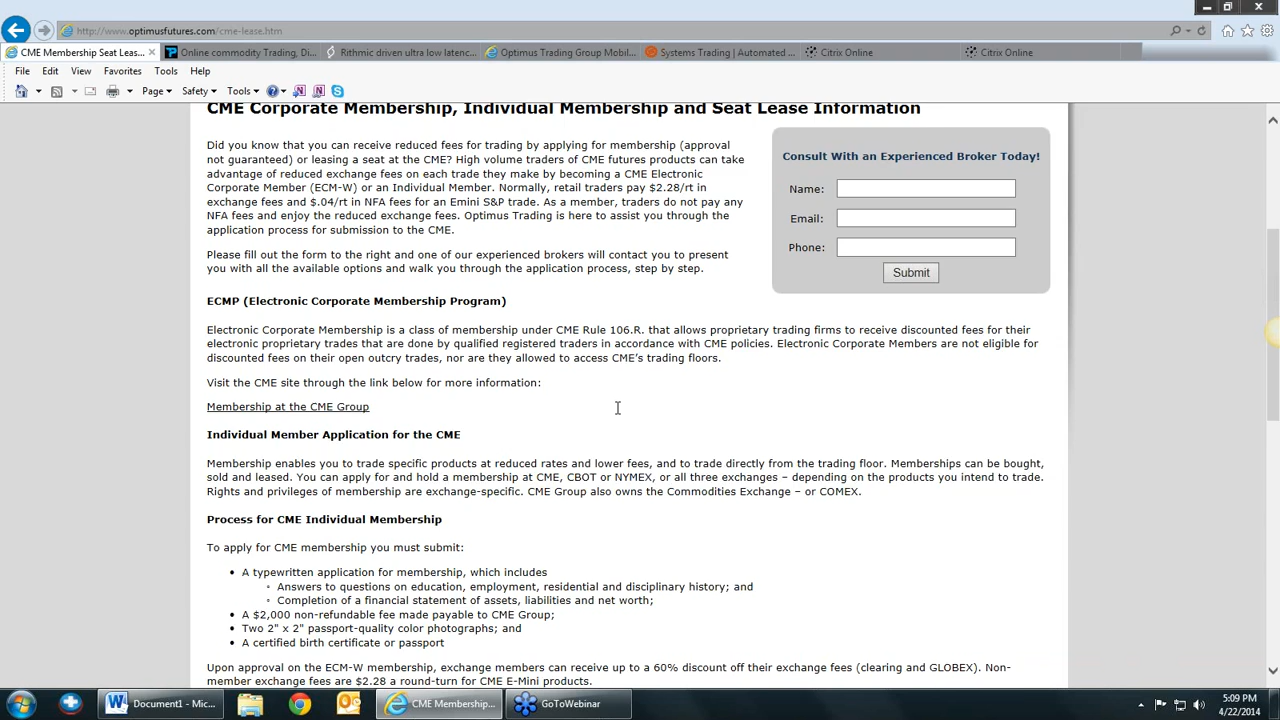 http://www.optimusfutures.com/cme-lease.htm
CME Membership Seat Leas...
Online commodity Trading, Di...
Rithmic driven ultra low latenc...
Optimus Trading Group Mobil...
Systems Trading | Automated ...
Citrix Online
Citrix Online
File Edit View Favorites Tools Help
Page Safety Tools
CME Corporate Membership, Individual Membership and Seat Lease Information
Did you know that you can receive reduced fees for trading by applying for membership (approval
not guaranteed) or leasing a seat at the CME? High volume traders of CME futures products can take
advantage of reduced exchange fees on each trade they make by becoming a CME Electronic
Corporate Member (ECM-W) or an Individual Member. Normally, retail traders pay $2.28/rt in
exchange fees and $.04/rt in NFA fees for an Emini S&P trade. As a member, traders do not pay any
NFA fees and enjoy the reduced exchange fees. Optimus Trading is here to assist you through the
application process for submission to the CME.
Please fill out the form to the right and one of our experienced brokers will contact you to present
you with all the available options and walk you through the application process, step by step.
Consult With an Experienced Broker Today!
Name:
Email:
Phone:
Submit
ECMP (Electronic Corporate Membership Program)
Electronic Corporate Membership is a class of membership under CME Rule 106.R. that allows proprietary trading firms to receive discounted fees for their
electronic proprietary trades that are done by qualified registered traders in accordance with CME policies. Electronic Corporate Members are not eligible for
discounted fees on their open outcry trades, nor are they allowed to access CME's trading floors.
Visit the CME site through the link below for more information:
Membership at the CME Group
Individual Member Application for the CME
Membership enables you to trade specific products at reduced rates and lower fees, and to trade directly from the trading floor. Memberships can be bought,
sold and leased. You can apply for and hold a membership at CME, CBOT or NYMEX, or all three exchanges – depending on the products you intend to trade.
Rights and privileges of membership are exchange-specific. CME Group also owns the Commodities Exchange – or COMEX.
Process for CME Individual Membership
To apply for CME membership you must submit:
• A typewritten application for membership, which includes
◦ Answers to questions on education, employment, residential and disciplinary history; and
◦ Completion of a financial statement of assets, liabilities and net worth;
• A $2,000 non-refundable fee made payable to CME Group;
• Two 2" x 2" passport-quality color photographs; and
• A certified birth certificate or passport
Upon approval on the ECM-W membership, exchange members can receive up to a 60% discount off their exchange fees (clearing and GLOBEX). Non-
member exchange fees are $2.28 a round-turn for CME E-Mini products.
Document1 - Mic...
CME Membership...
GoToWebinar
5:09 PM
4/22/2014